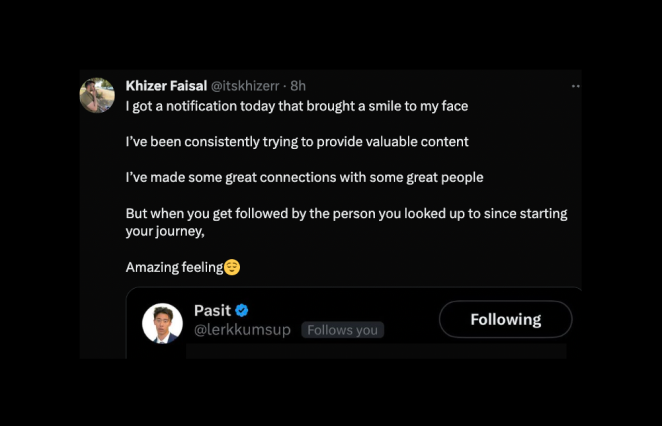 Khizer Faisal @itskhizerr · 8h
I got a notification today that brought a smile to my face
I've been consistently trying to provide valuable content
I've made some great connections with some great people
But when you get followed by the person you looked up to since starting
your journey,
Amazing feeling😌
Pasit
@lerkkumsup Follows you
Following